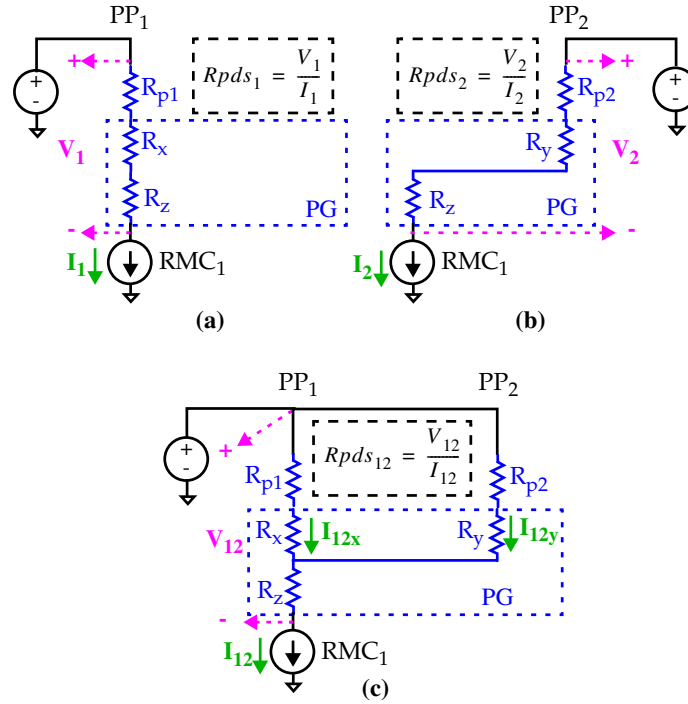 PP1 PP2
+ - + -
Rpds1 = V1 / I1
Rpds2 = V2 / I2
Rp1 Rp2
V1 Rx Ry V2
Rz PG Rz PG
- -
I1 RMC1 I2 RMC1
(a) (b)
PP1 PP2
+ - +
Rpds12 = V12 / I12
Rp1 Rp2
V12 Rx I12x Ry I12y
Rz PG
-
I12 RMC1
(c)